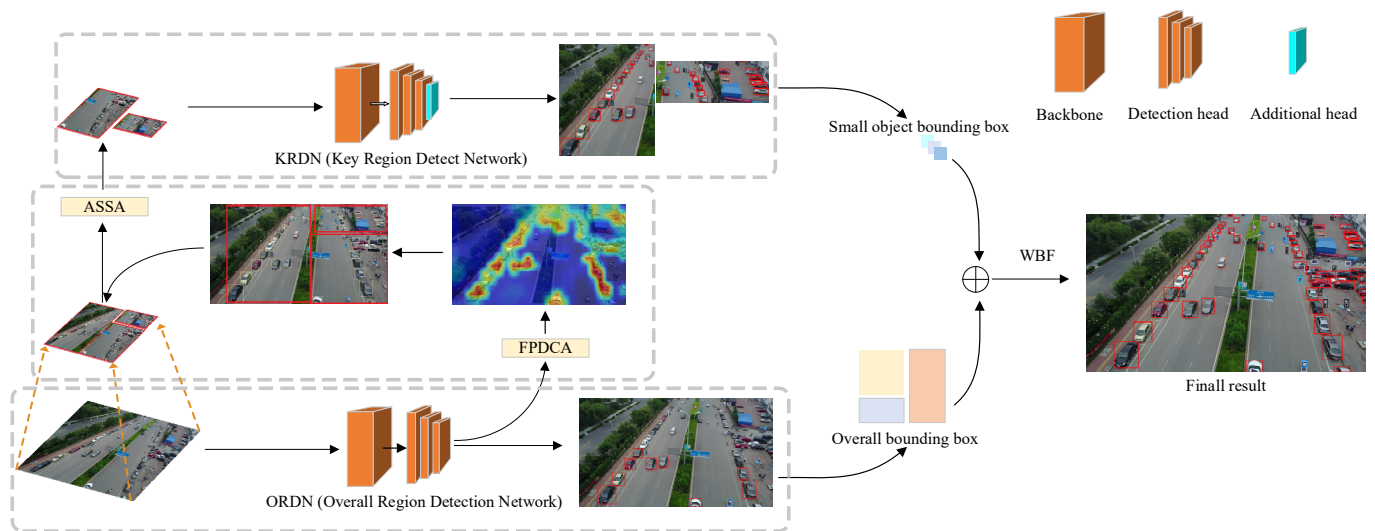 KRDN (Key Region Detect Network)
Backbone
Detection head
Additional head
Small object bounding box
ASSA
FPDCA
WBF
Finall result
Overall bounding box
ORDN (Overall Region Detection Network)